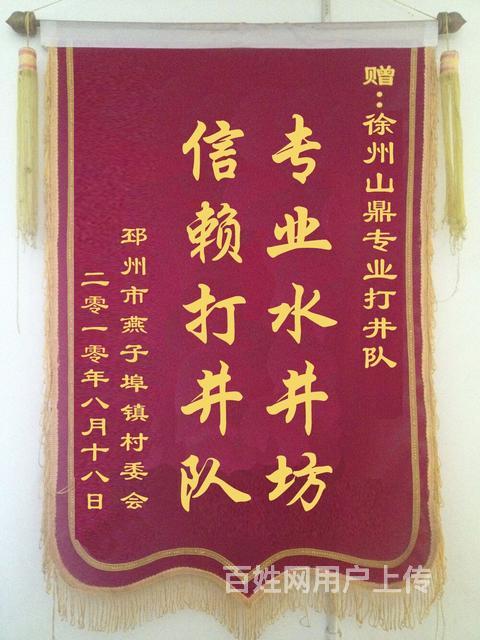 赠：徐州山鼎专业打井队
专业水井坊
信赖打井队
邳州市燕子埠镇村委会
二零一零年八月十八日
百姓网用户上传